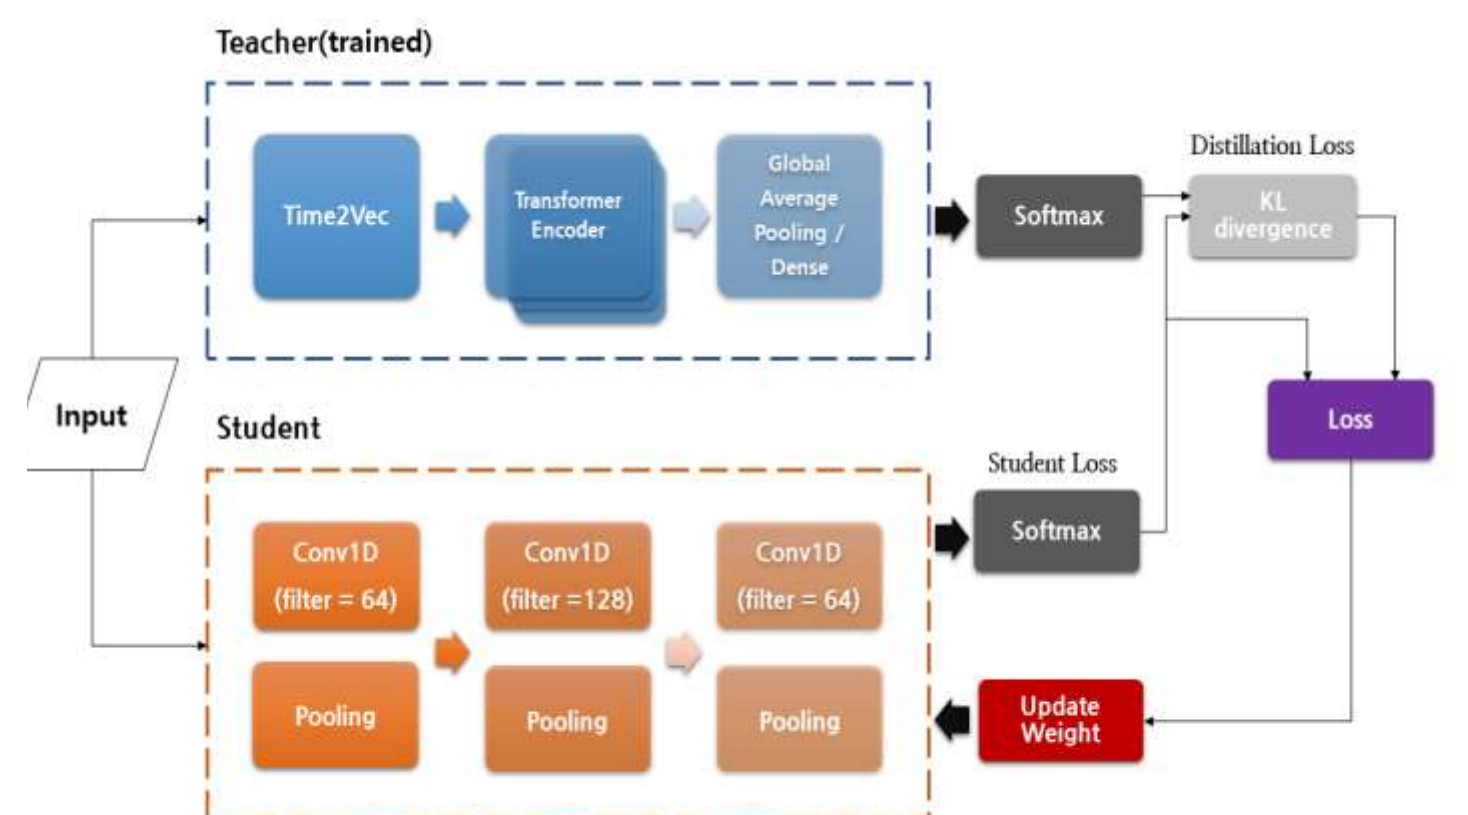 Teacher(trained)
Time2Vec
Transformer
Encoder
Global
Average
Pooling /
Dense
Softmax
Distillation Loss
KL
divergence
Input
Loss
Student
Conv1D
(filter = 64)
Pooling
Conv1D
(filter =128)
Pooling
Conv1D
(filter = 64)
Pooling
Student Loss
Softmax
Update
Weight